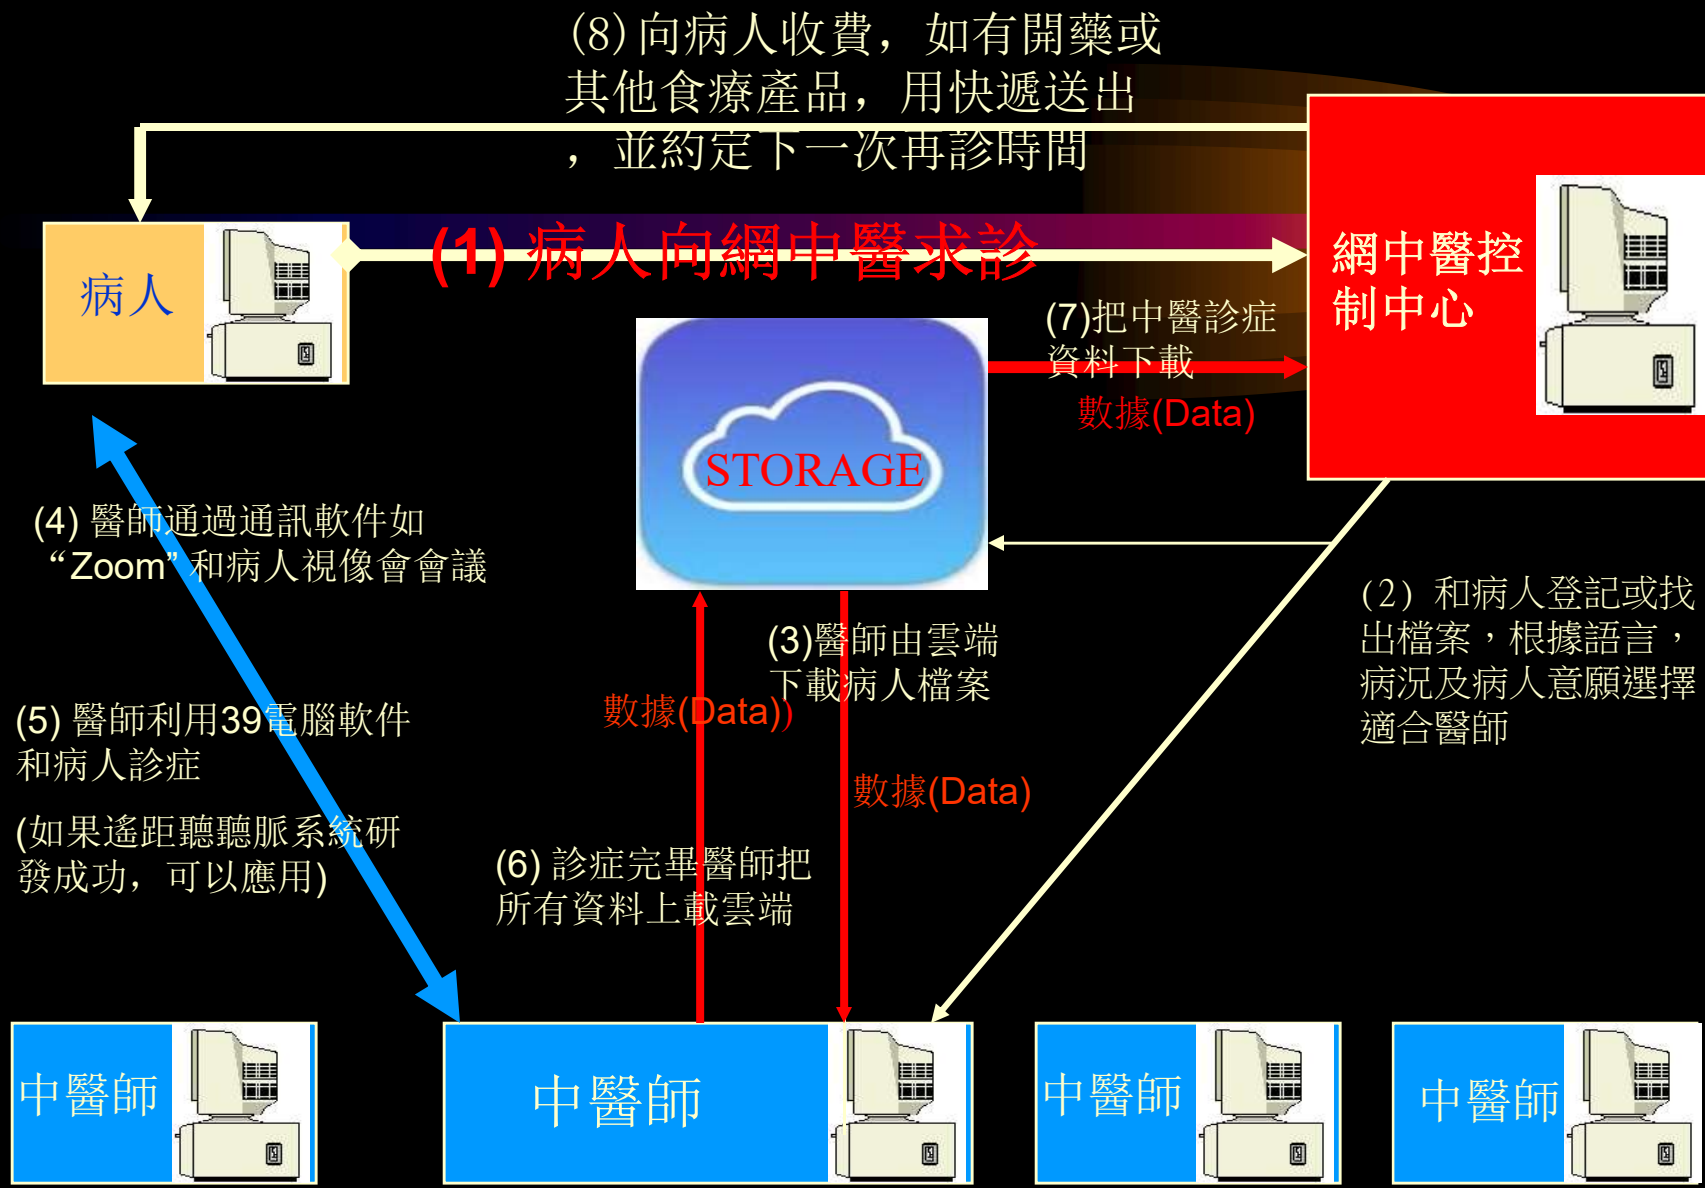 (8)向病人收費，如有開藥或
其他食療產品，用快遞送出
，並約定下一次再診時間
(1) 病人向網中醫求診
病人
網中醫控
制中心
(7)把中醫診症
資料下載
數據(Data)
STORAGE
(4) 醫師通過通訊軟件如
“Zoom” 和病人視像會會議
(2) 和病人登記或找
出檔案，根據語言，
病況及病人意願選擇
適合醫師
(3)醫師由雲端
下載病人檔案
數據(Data))
數據(Data)
(5) 醫師利用39電腦軟件
和病人診症
(如果遙距聽聽脈系統研
發成功，可以應用)
(6) 診症完畢醫師把
所有資料上載雲端
中醫師
中醫師
中醫師
中醫師